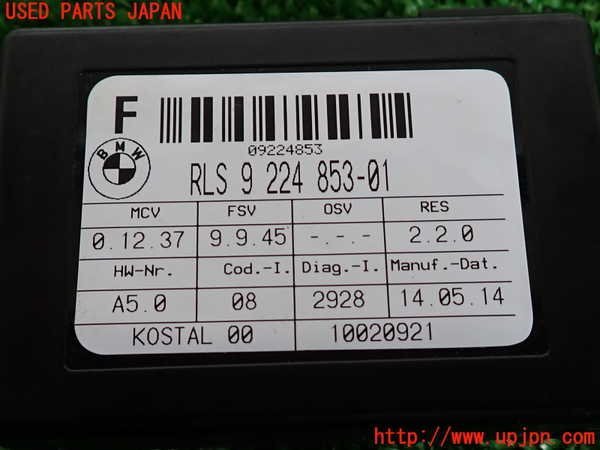 USED PARTS JAPAN
F
09224853
BMW
RLS 9 224 853-01
MCV FSV OSV RES
0.12.37 9.9.45 -.-.- 2.2.0
HW-Nr. Cod.-I. Diag.-I. Manuf.-Dat.
A5.0 08 2928 14.05.14
KOSTAL 00 10020921
http://www.upjpn.com/